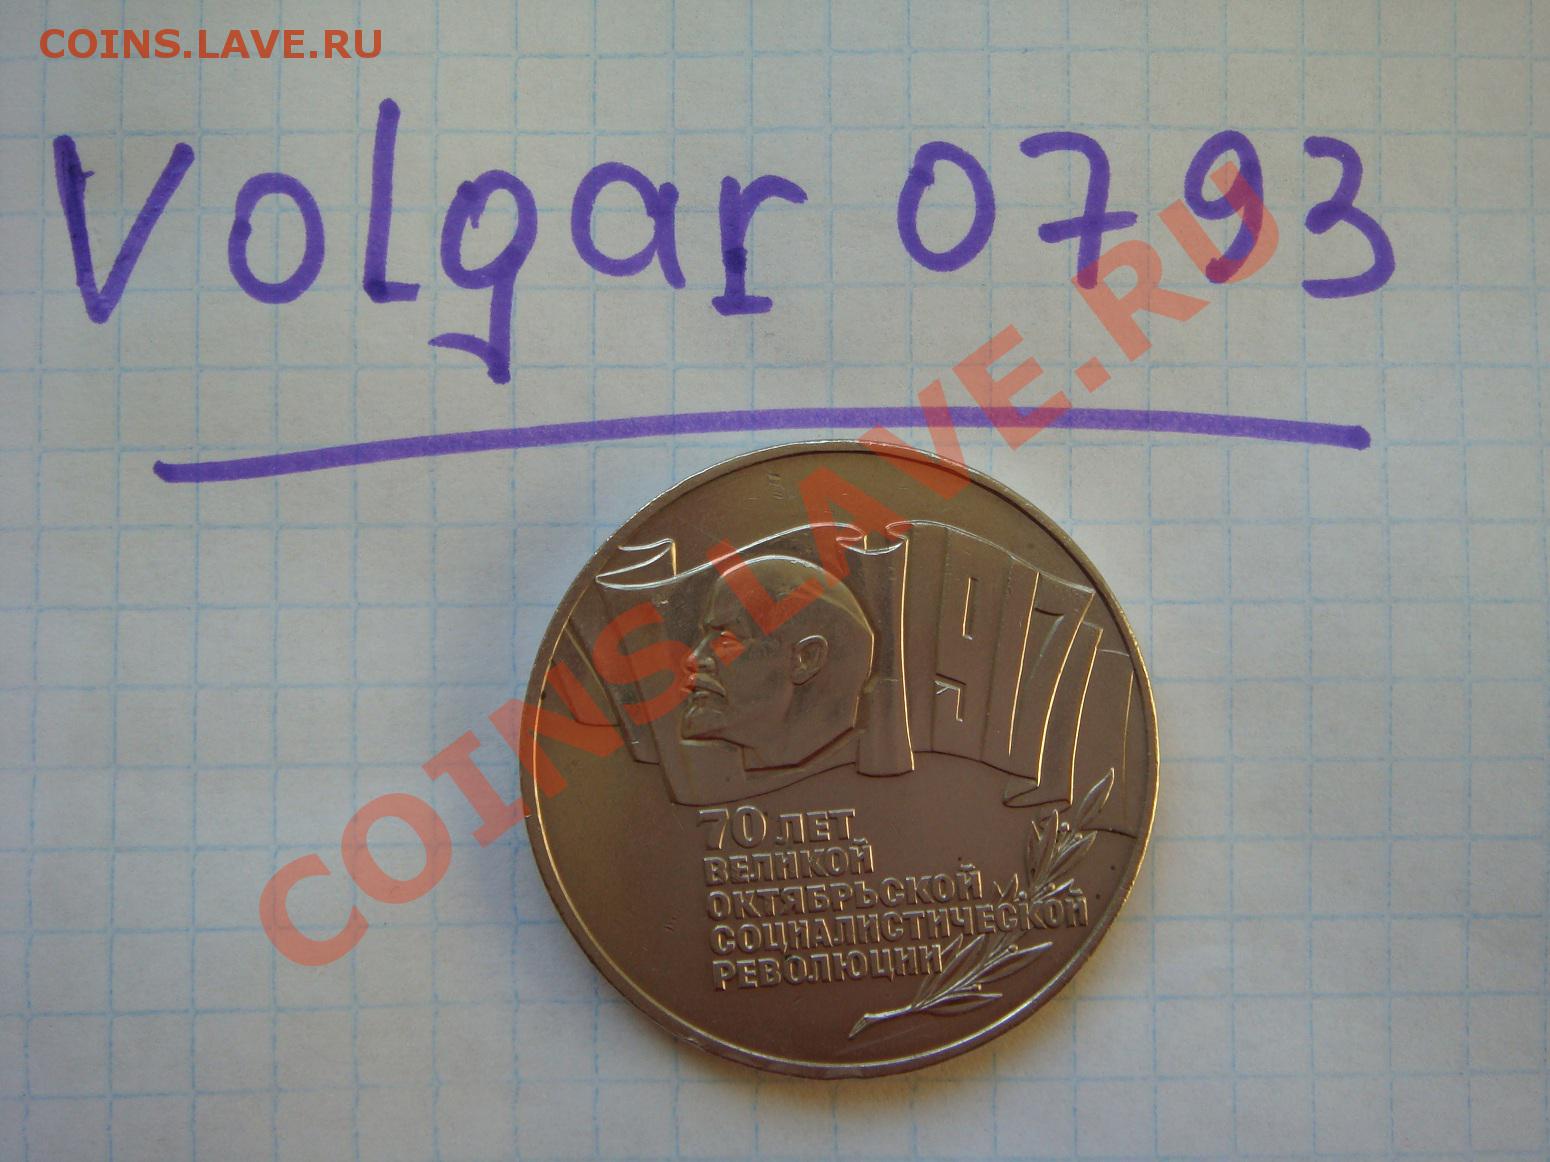 COINS.LAVE.RU
Volgar 0793
COINS.LAVE.RU
1917
70 ЛЕТ
ВЕЛИКОЙ
ОКТЯБРЬСКОЙ
СОЦИАЛИСТИЧЕСКОЙ
РЕВОЛЮЦИИ